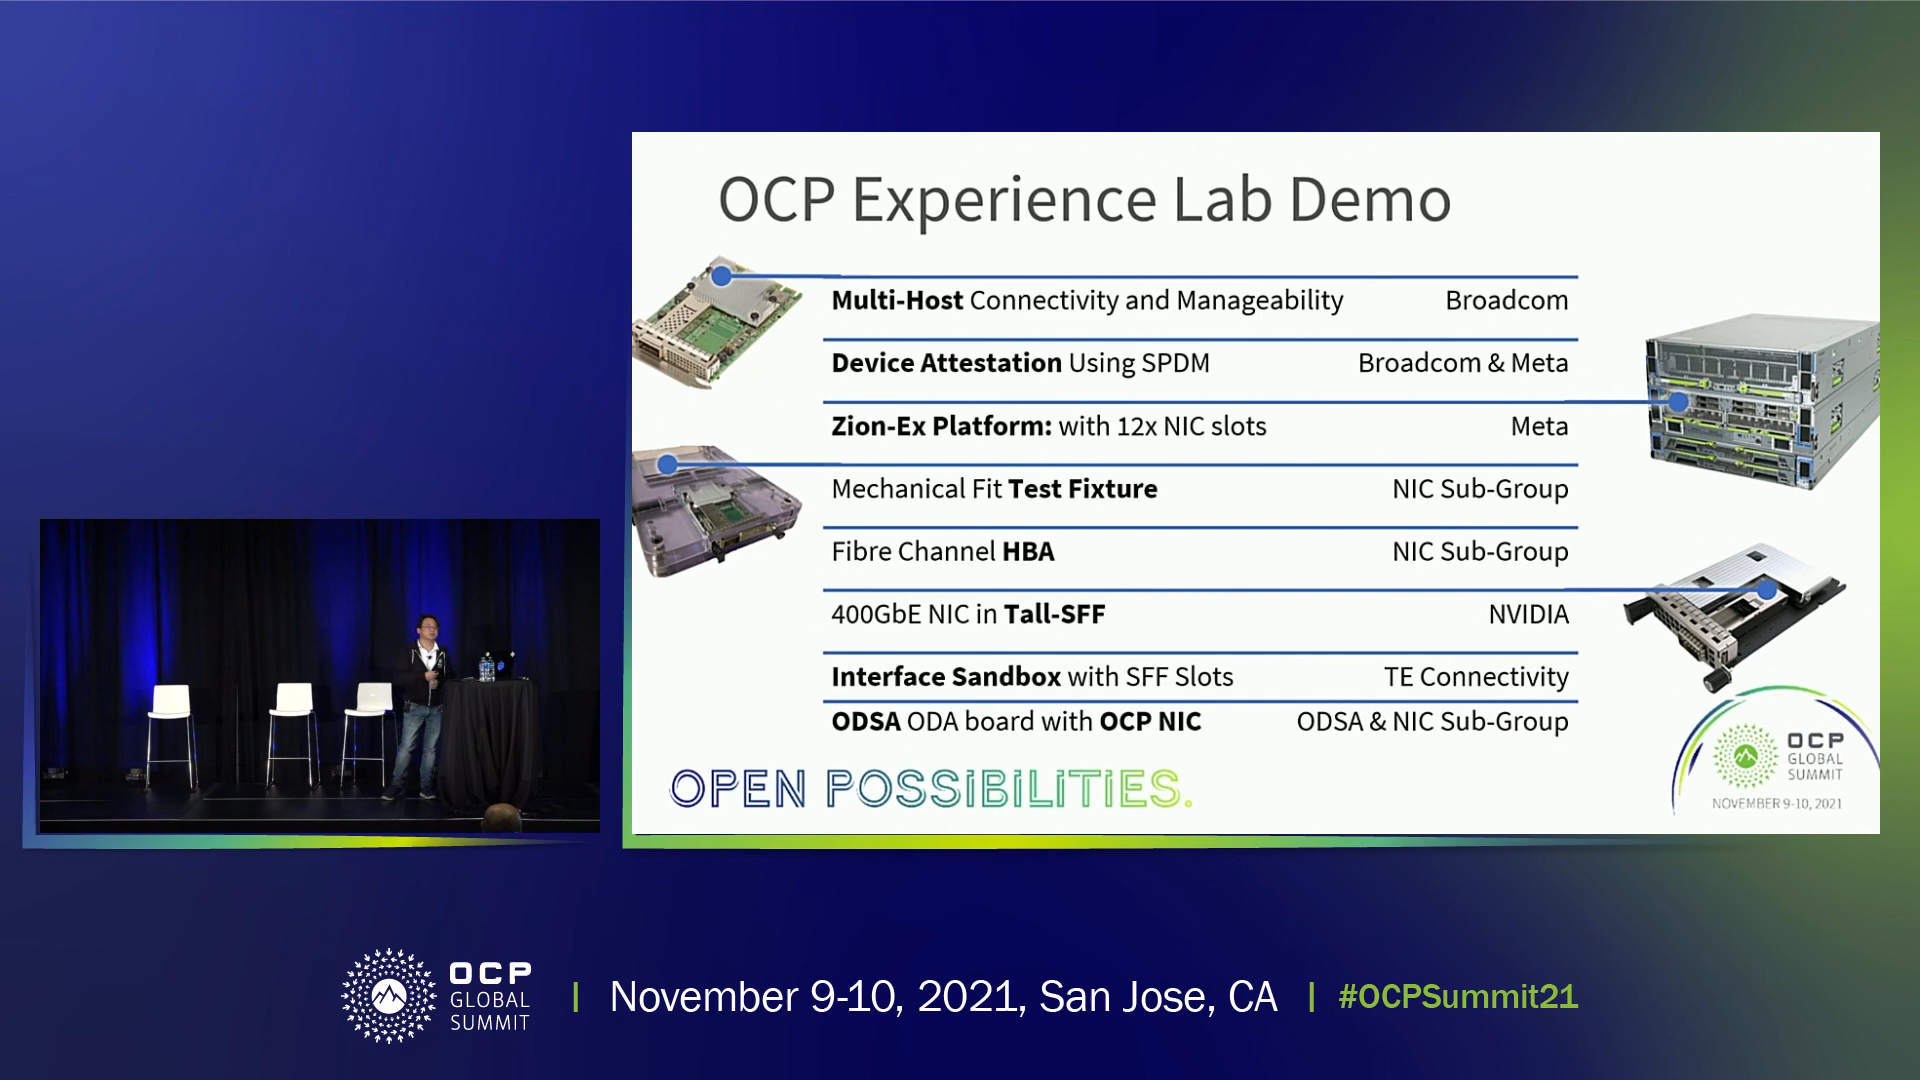 OCP Experience Lab Demo
Multi-Host Connectivity and Manageability Broadcom
Device Attestation Using SPDM Broadcom & Meta
Zion-Ex Platform: with 12x NIC slots Meta
Mechanical Fit Test Fixture NIC Sub-Group
Fibre Channel HBA NIC Sub-Group
400GbE NIC in Tall-SFF NVIDIA
Interface Sandbox with SFF Slots TE Connectivity
ODSA ODA board with OCP NIC ODSA & NIC Sub-Group
OPEN POSSIBILITIES.
OCP
GLOBAL
SUMMIT
NOVEMBER 9-10, 2021
OCP
GLOBAL
SUMMIT
| November 9-10, 2021, San Jose, CA | #OCPSummit21